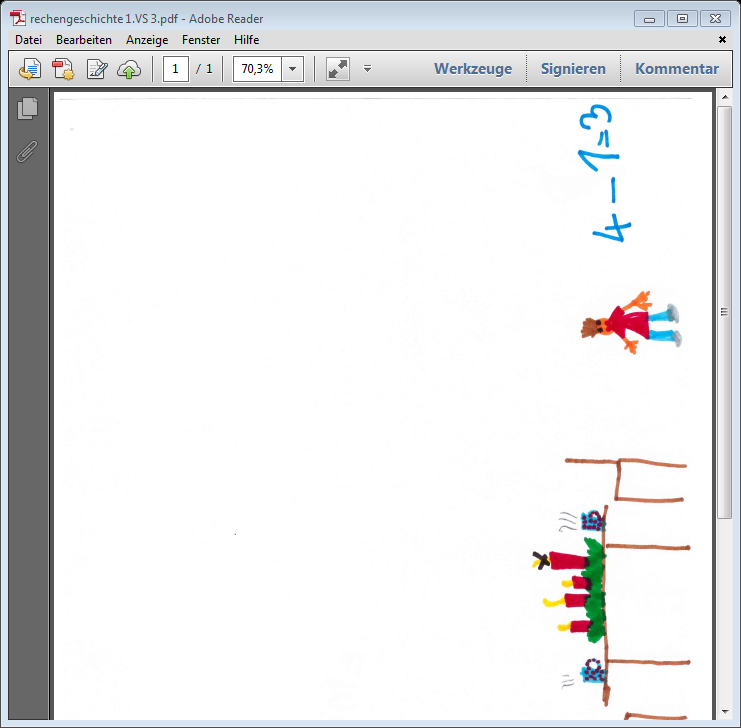 rechengeschichte 1.VS 3.pdf - Adobe Reader
Datei Bearbeiten Anzeige Fenster Hilfe
1 / 1 70,3% Werkzeuge Signieren Kommentar
4 - 1 = 3